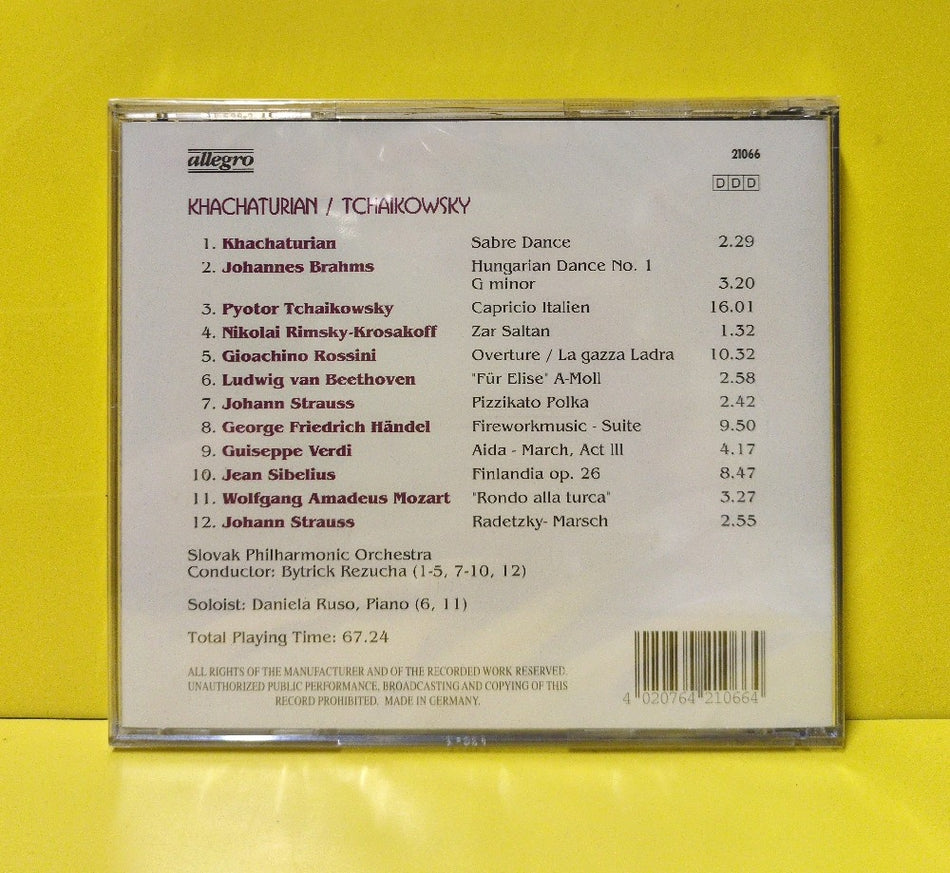 allegro
21066
DDD
KHACHATURIAN / TCHAIKOWSKY
1. Khachaturian Sabre Dance 2.29
2. Johannes Brahms Hungarian Dance No. 1
G minor 3.20
3. Pyotor Tchaikowsky Capricio Italien 16.01
4. Nikolai Rimsky-Krosakoff Zar Saltan 1.32
5. Gioachino Rossini Overture / La gazza Ladra 10.32
6. Ludwig van Beethoven "Für Elise" A-Moll 2.58
7. Johann Strauss Pizzikato Polka 2.42
8. George Friedrich Händel Fireworkmusic - Suite 9.50
9. Guiseppe Verdi Aida - March, Act III 4.17
10. Jean Sibelius Finlandia op. 26 8.47
11. Wolfgang Amadeus Mozart "Rondo alla turca" 3.27
12. Johann Strauss Radetzky- Marsch 2.55
Slovak Philharmonic Orchestra
Conductor: Bytrick Rezucha (1-5, 7-10, 12)
Soloist: Daniela Ruso, Piano (6, 11)
Total Playing Time: 67.24
ALL RIGHTS OF THE MANUFACTURER AND OF THE RECORDED WORK RESERVED.
UNAUTHORIZED PUBLIC PERFORMANCE, BROADCASTING AND COPYING OF THIS
RECORD PROHIBITED. MADE IN GERMANY.
4 020764 210664